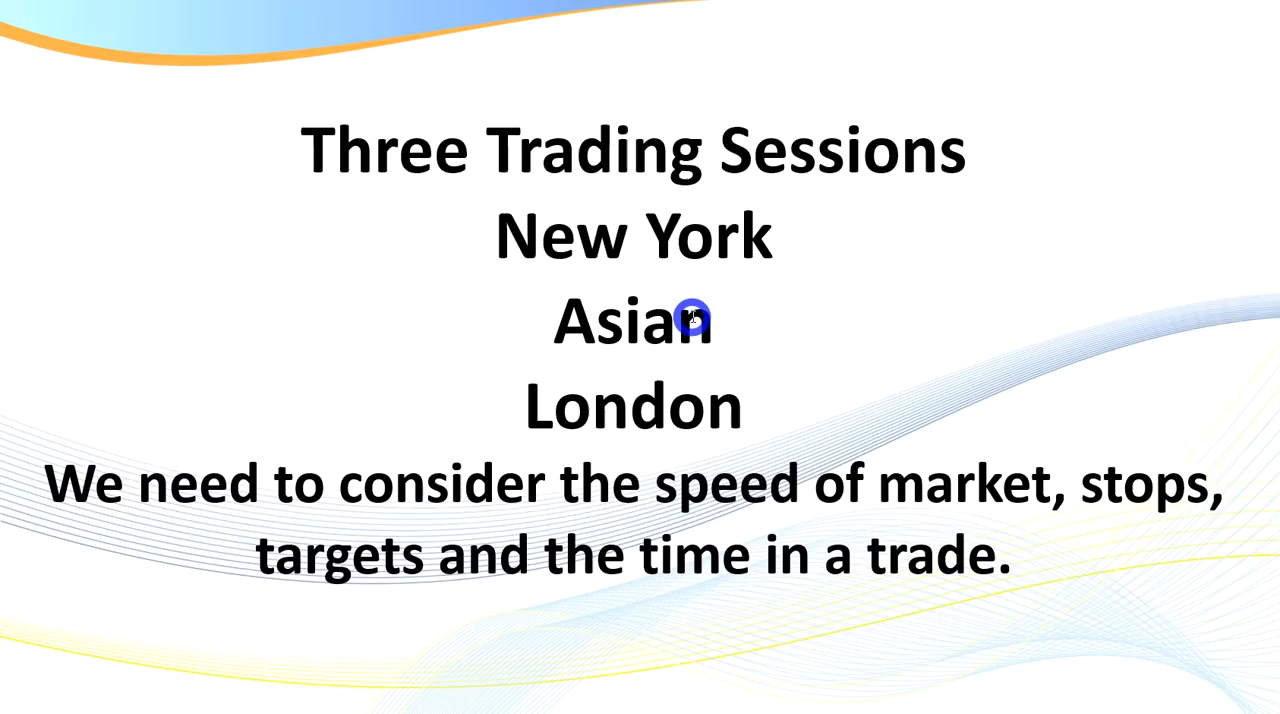 Three Trading Sessions
New York
Asian
London
We need to consider the speed of market, stops,
targets and the time in a trade.